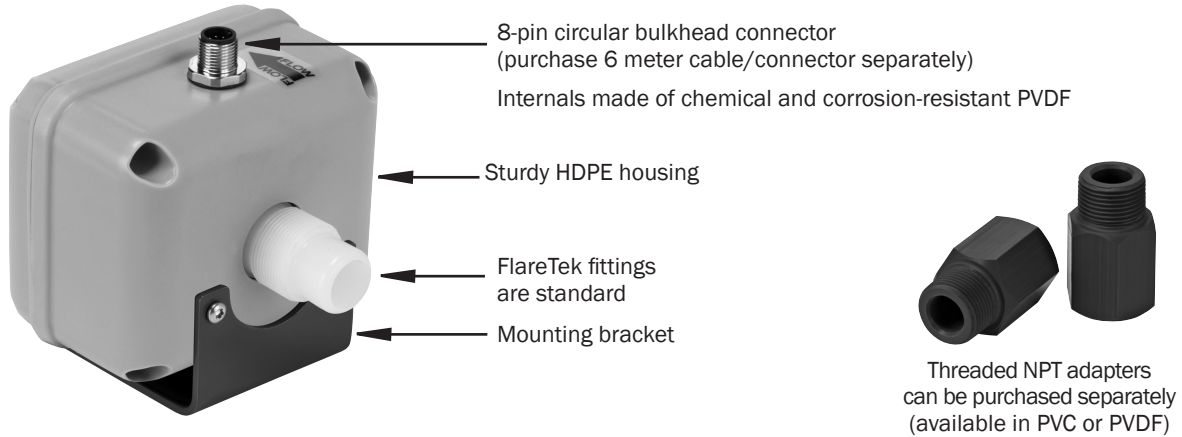 8-pin circular bulkhead connector
(purchase 6 meter cable/connector separately)
Internals made of chemical and corrosion-resistant PVDF
FLOW
FLOW
Sturdy HDPE housing
FlareTek fittings
are standard
Mounting bracket
Threaded NPT adapters
can be purchased separately
(available in PVC or PVDF)